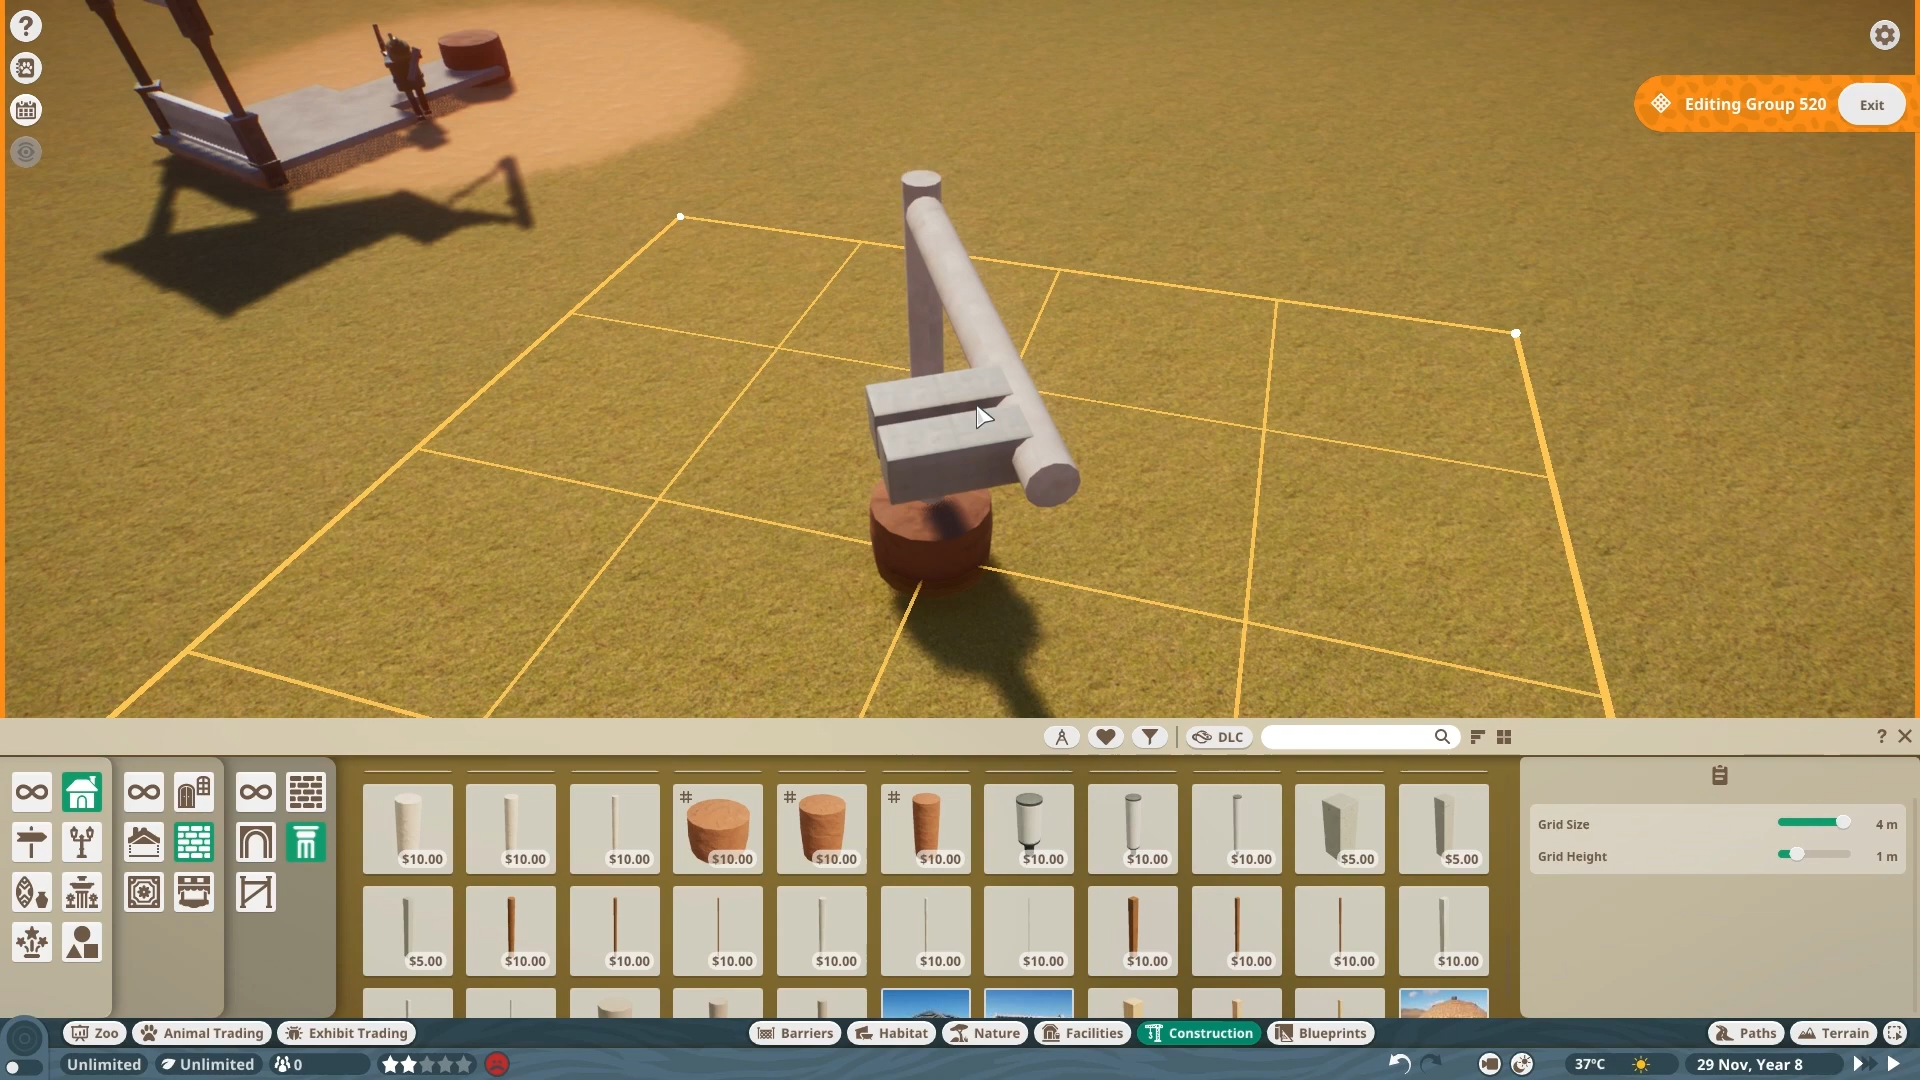 Editing Group 520
Exit
DLC
$10.00 $10.00 $10.00 $10.00 $10.00 $10.00 $10.00 $10.00 $10.00 $5.00 $5.00
$5.00 $10.00 $10.00 $10.00 $10.00 $10.00 $10.00 $10.00 $10.00 $10.00 $10.00
Grid Size 4 m
Grid Height 1 m
Zoo Animal Trading Exhibit Trading Barriers Habitat Nature Facilities Construction Blueprints Paths Terrain
Unlimited Unlimited 0 37°C 29 Nov, Year 8